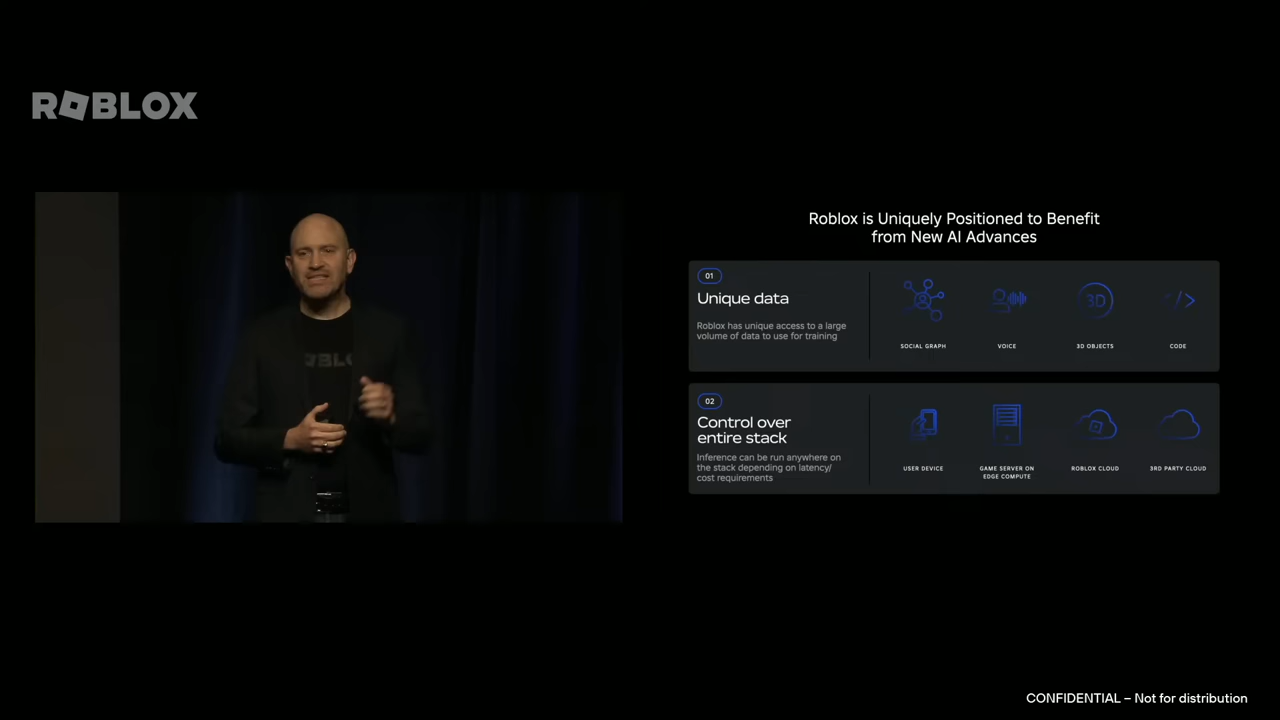 ROBLOX
Roblox is Uniquely Positioned to Benefit
from New AI Advances
01
Unique data
Roblox has unique access to a large
volume of data to use for training
SOCIAL GRAPH
VOICE
3D
3D OBJECTS
</>
CODE
02
Control over
entire stack
Inference can be run anywhere on
the stack depending on latency/
cost requirements
USER DEVICE
GAME SERVER ON
EDGE COMPUTE
ROBLOX CLOUD
3RD PARTY CLOUD
CONFIDENTIAL – Not for distribution